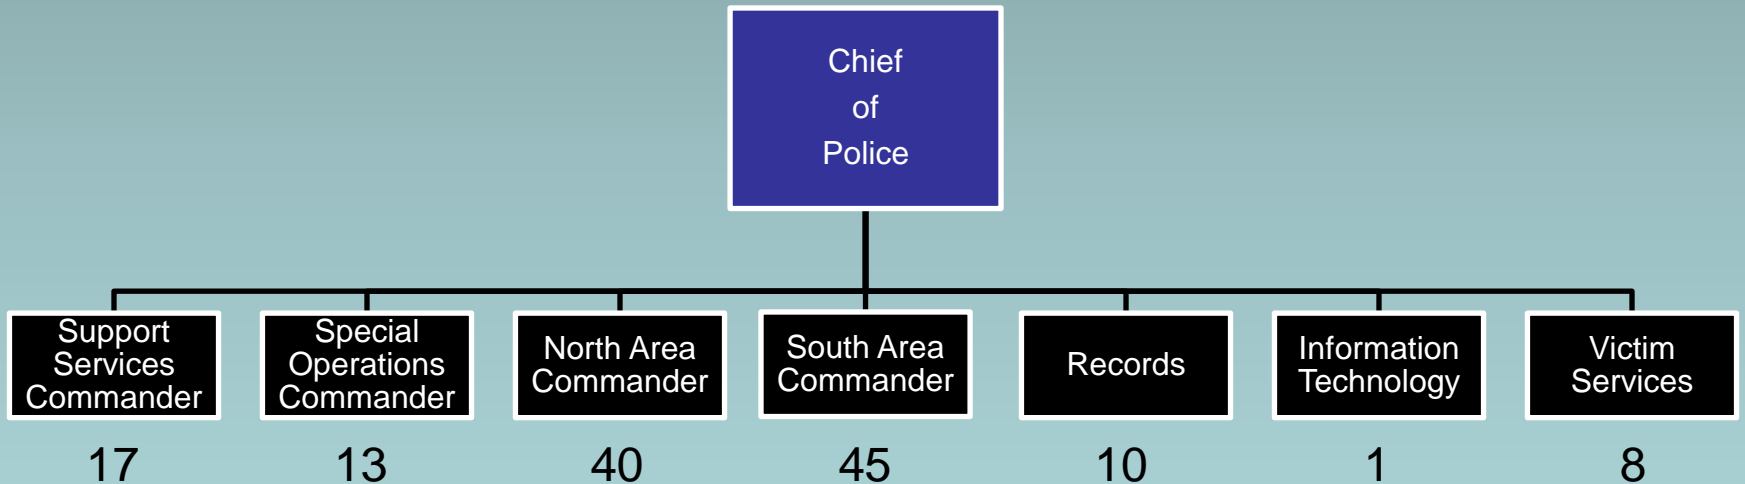 Chief
of
Police
Support
Services
Commander
Special
Operations
Commander
North Area
Commander
South Area
Commander
Records
Information
Technology
Victim
Services
17
13
40
45
10
1
8